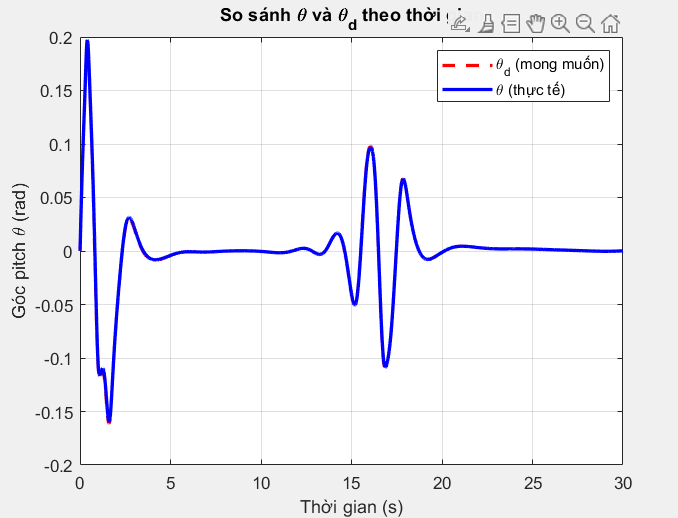 So sánh θ và θd theo thời
0.2
θd (mong muốn)
θ (thực tế)
0.15
0.1
0.05
0
-0.05
-0.1
-0.15
-0.2
Góc pitch θ (rad)
0 5 10 15 20 25 30
Thời gian (s)